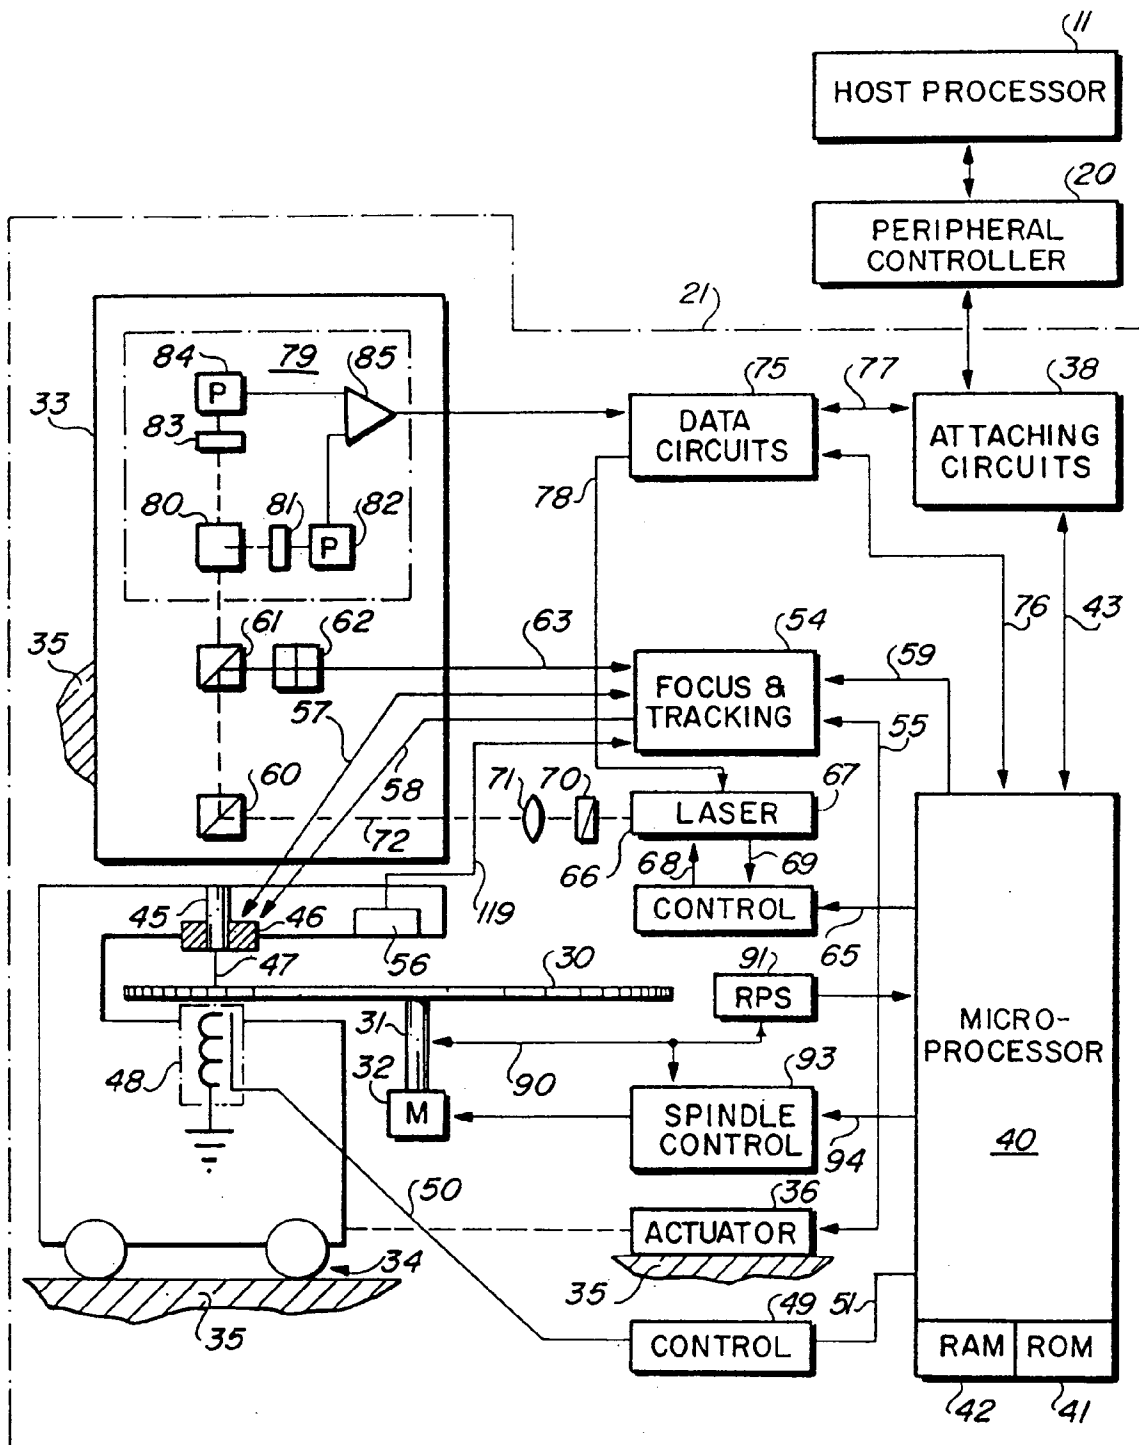 11
HOST PROCESSOR
20
PERIPHERAL
CONTROLLER
21
33
84
79
85
P
83
80
81
82
P
75
DATA
CIRCUITS
77
38
ATTACHING
CIRCUITS
78
76
43
35
61
62
63
54
FOCUS &
TRACKING
59
55
57
58
60
72
71
70
LASER
67
66
68
69
CONTROL
65
119
45
46
47
56
30
91
RPS
31
90
32
M
48
93
SPINDLE
CONTROL
94
MICRO-
PROCESSOR
40
50
36
ACTUATOR
35
34
35
49
CONTROL
51
RAM
ROM
42
41